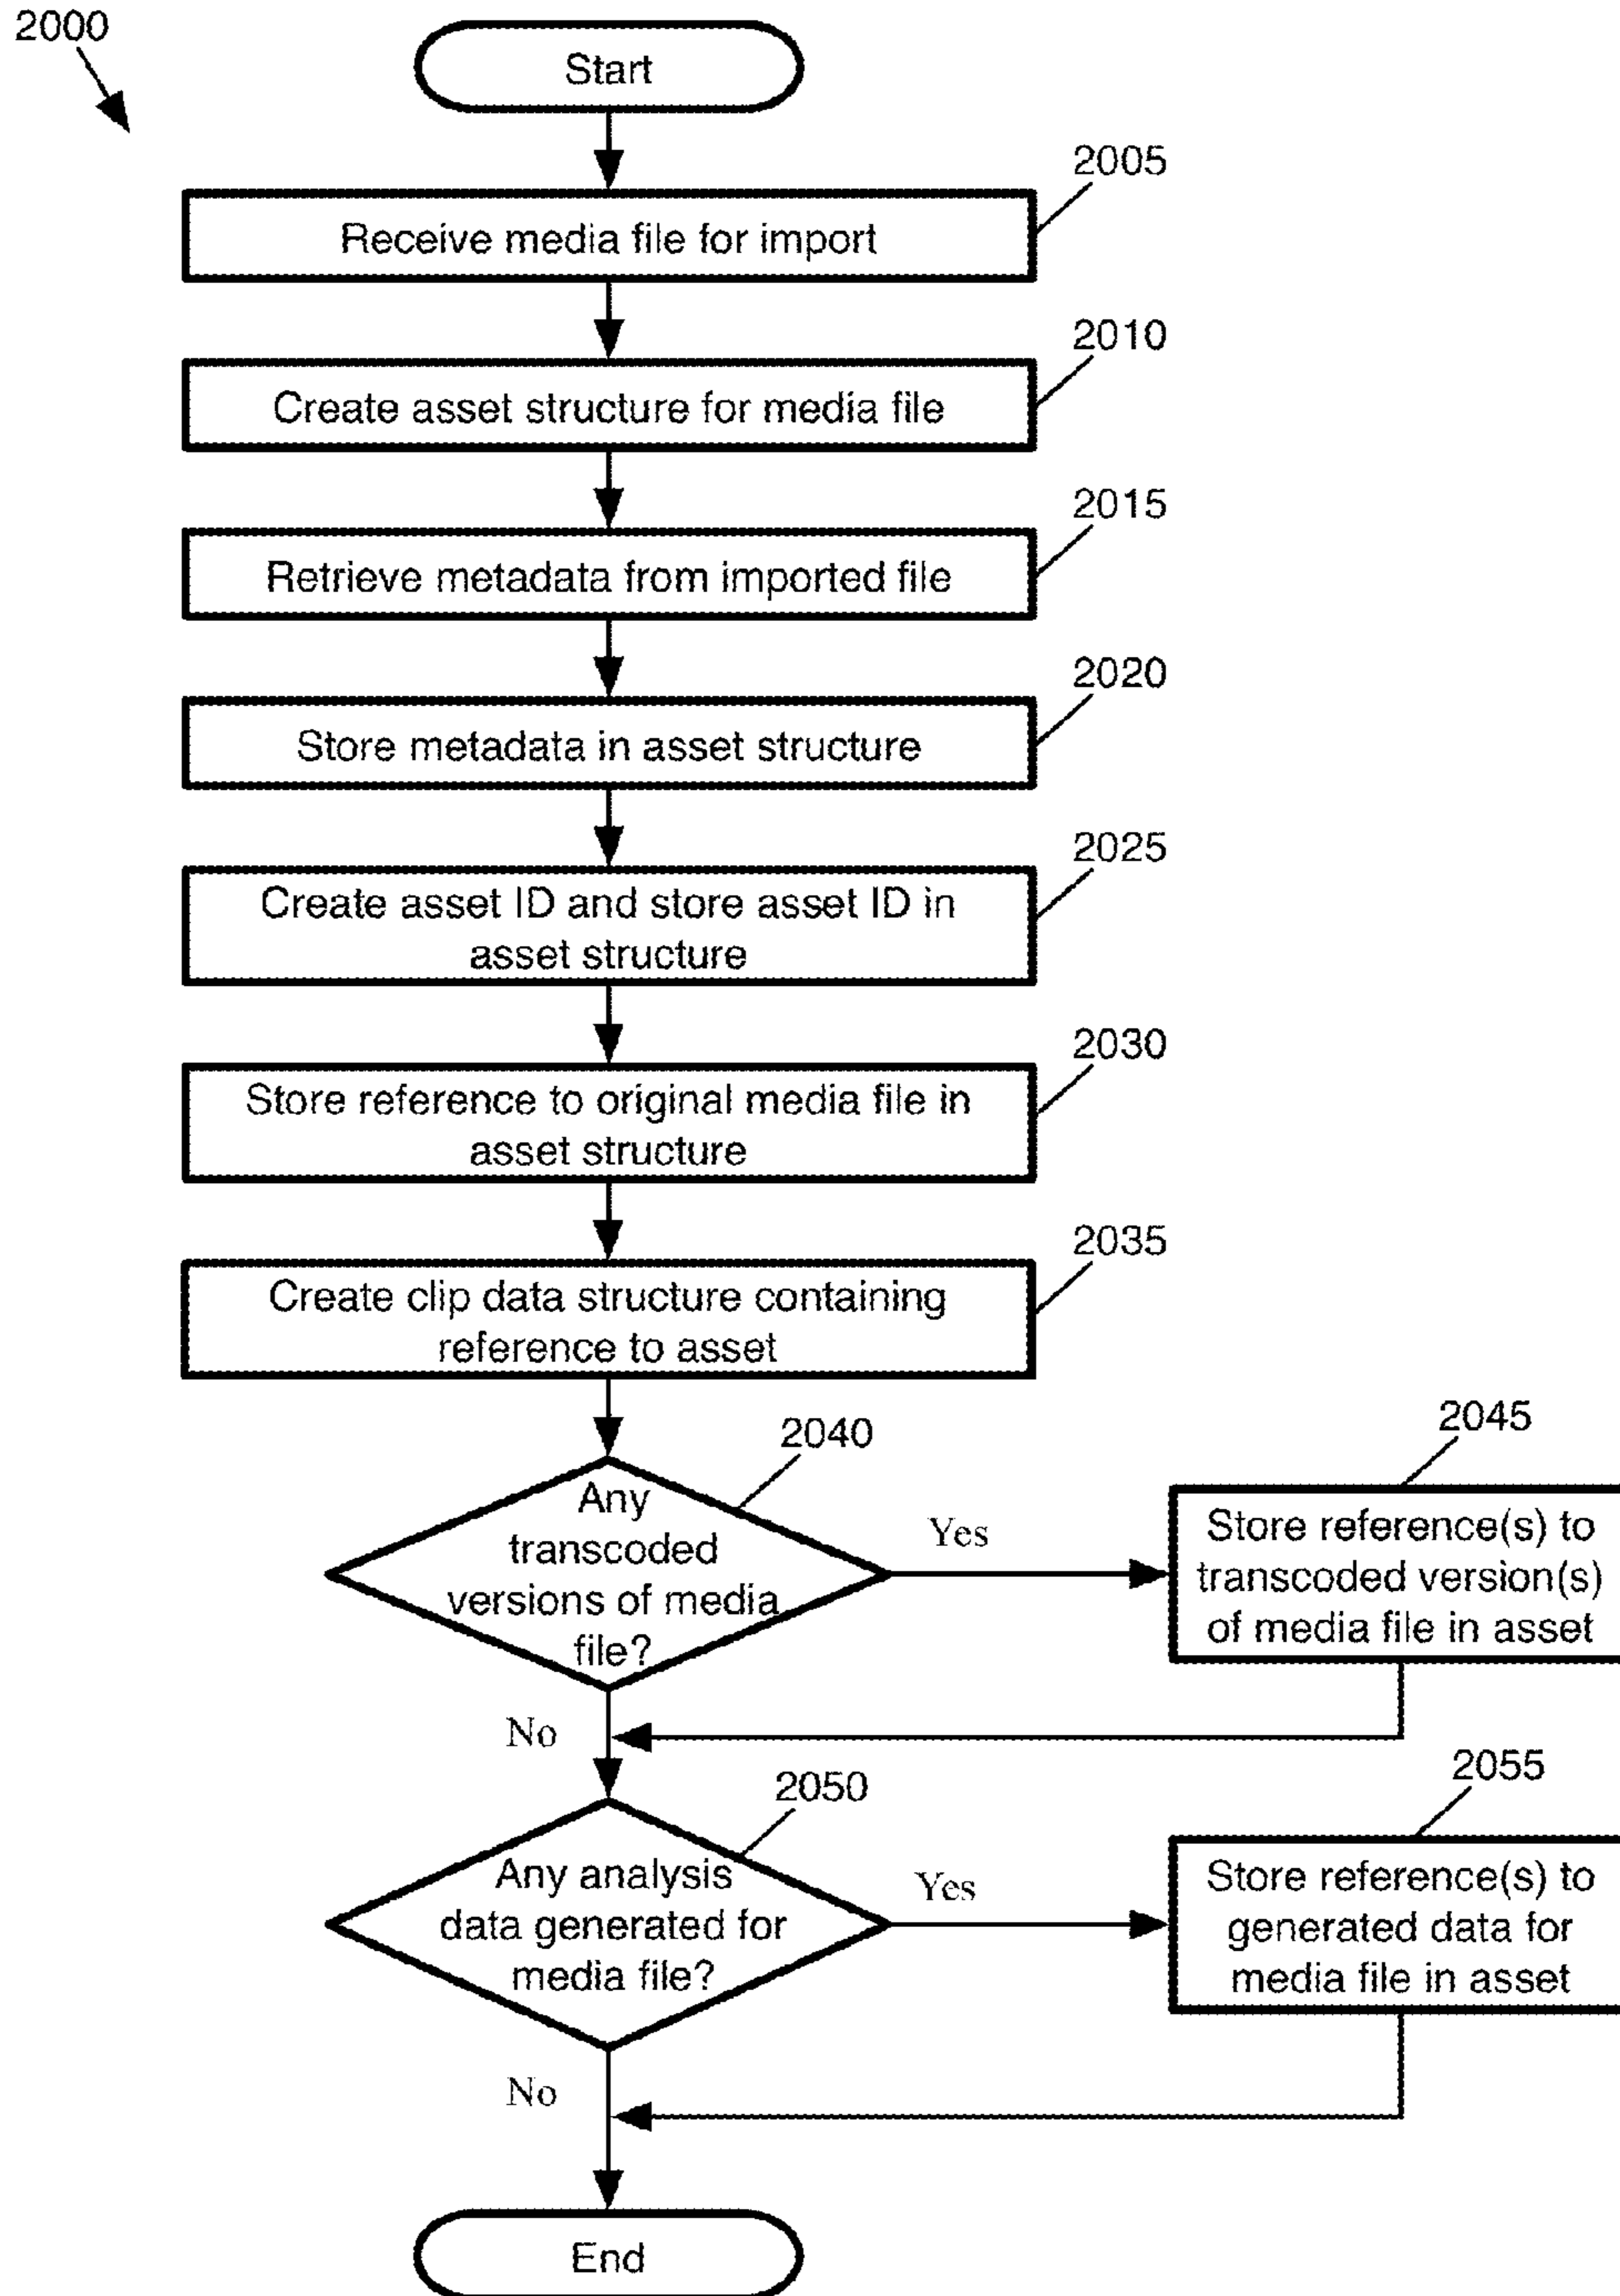 2000
Start
2005
Receive media file for import
2010
Create asset structure for media file
2015
Retrieve metadata from imported file
2020
Store metadata in asset structure
2025
Create asset ID and store asset ID in
asset structure
2030
Store reference to original media file in
asset structure
2035
Create clip data structure containing
reference to asset
2040
Any
transcoded
versions of media
file?
Yes
2045
Store reference(s) to
transcoded version(s)
of media file in asset
No
2050
Any analysis
data generated for
media file?
Yes
2055
Store reference(s) to
generated data for
media file in asset
No
End